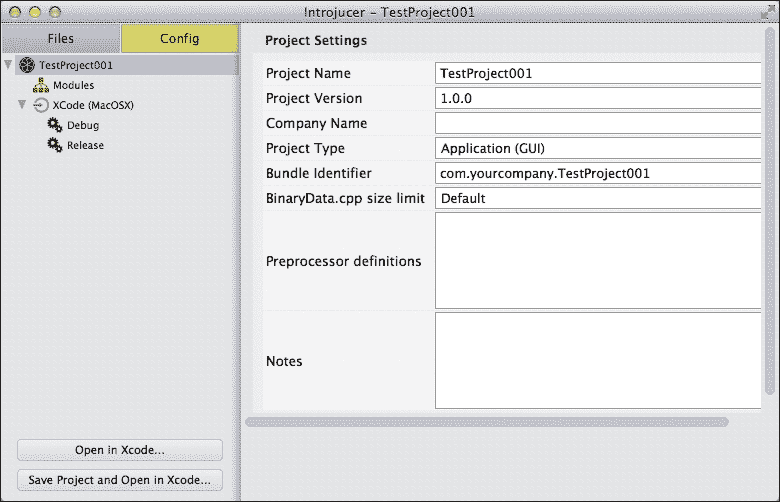 Introjucer - TestProject001
Files
Config
TestProject001
Modules
XCode (MacOSX)
Debug
Release
Open in Xcode...
Save Project and Open in Xcode...
Project Settings
Project Name TestProject001
Project Version 1.0.0
Company Name
Project Type Application (GUI)
Bundle Identifier com.yourcompany.TestProject001
BinaryData.cpp size limit Default
Preprocessor definitions
Notes